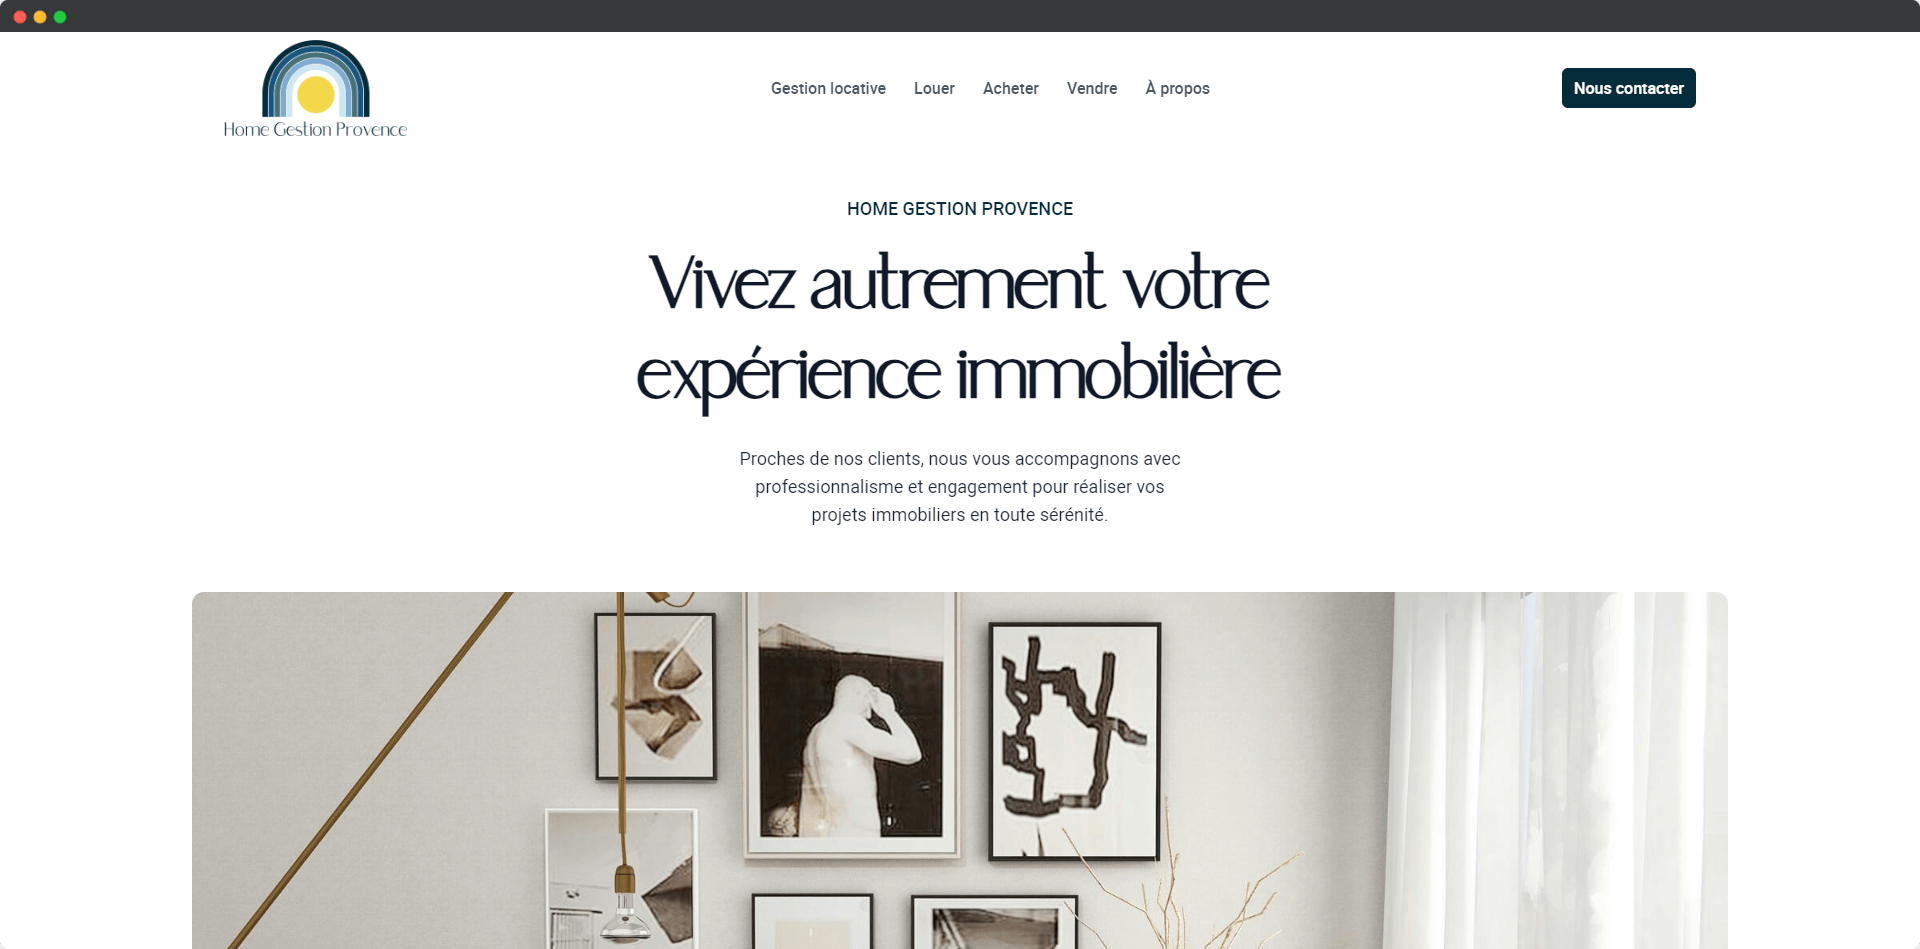 Home Gestion Provence
Gestion locative
Louer
Acheter
Vendre
À propos
Nous contacter
HOME GESTION PROVENCE
Vivez autrement votre
expérience immobilière
Proches de nos clients, nous vous accompagnons avec
professionnalisme et engagement pour réaliser vos
projets immobiliers en toute sérénité.